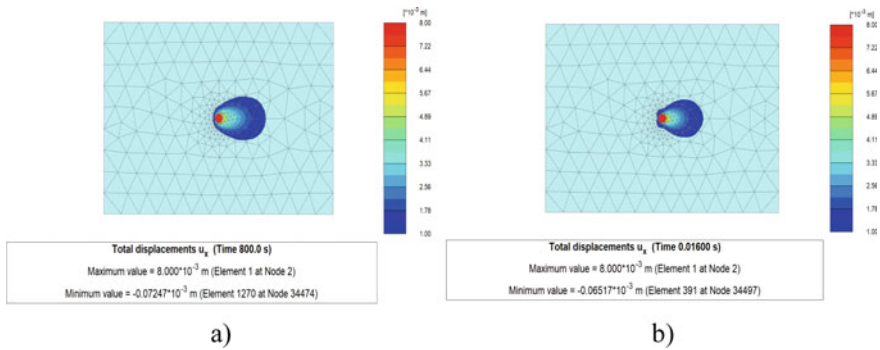 [*10⁻³ m]
8.00
7.22
6.44
5.67
4.89
4.11
3.33
2.56
1.78
1.00
Total displacements uₓ (Time 800.0 s)
Maximum value = 8.000*10⁻³ m (Element 1 at Node 2)
Minimum value = -0.07247*10⁻³ m (Element 1270 at Node 34474)
a)
[*10⁻³ m]
8.00
7.22
6.44
5.67
4.89
4.11
3.33
2.56
1.78
1.00
Total displacements uₓ (Time 0.01600 s)
Maximum value = 8.000*10⁻³ m (Element 1 at Node 2)
Minimum value = -0.06517*10⁻³ m (Element 391 at Node 34497)
b)